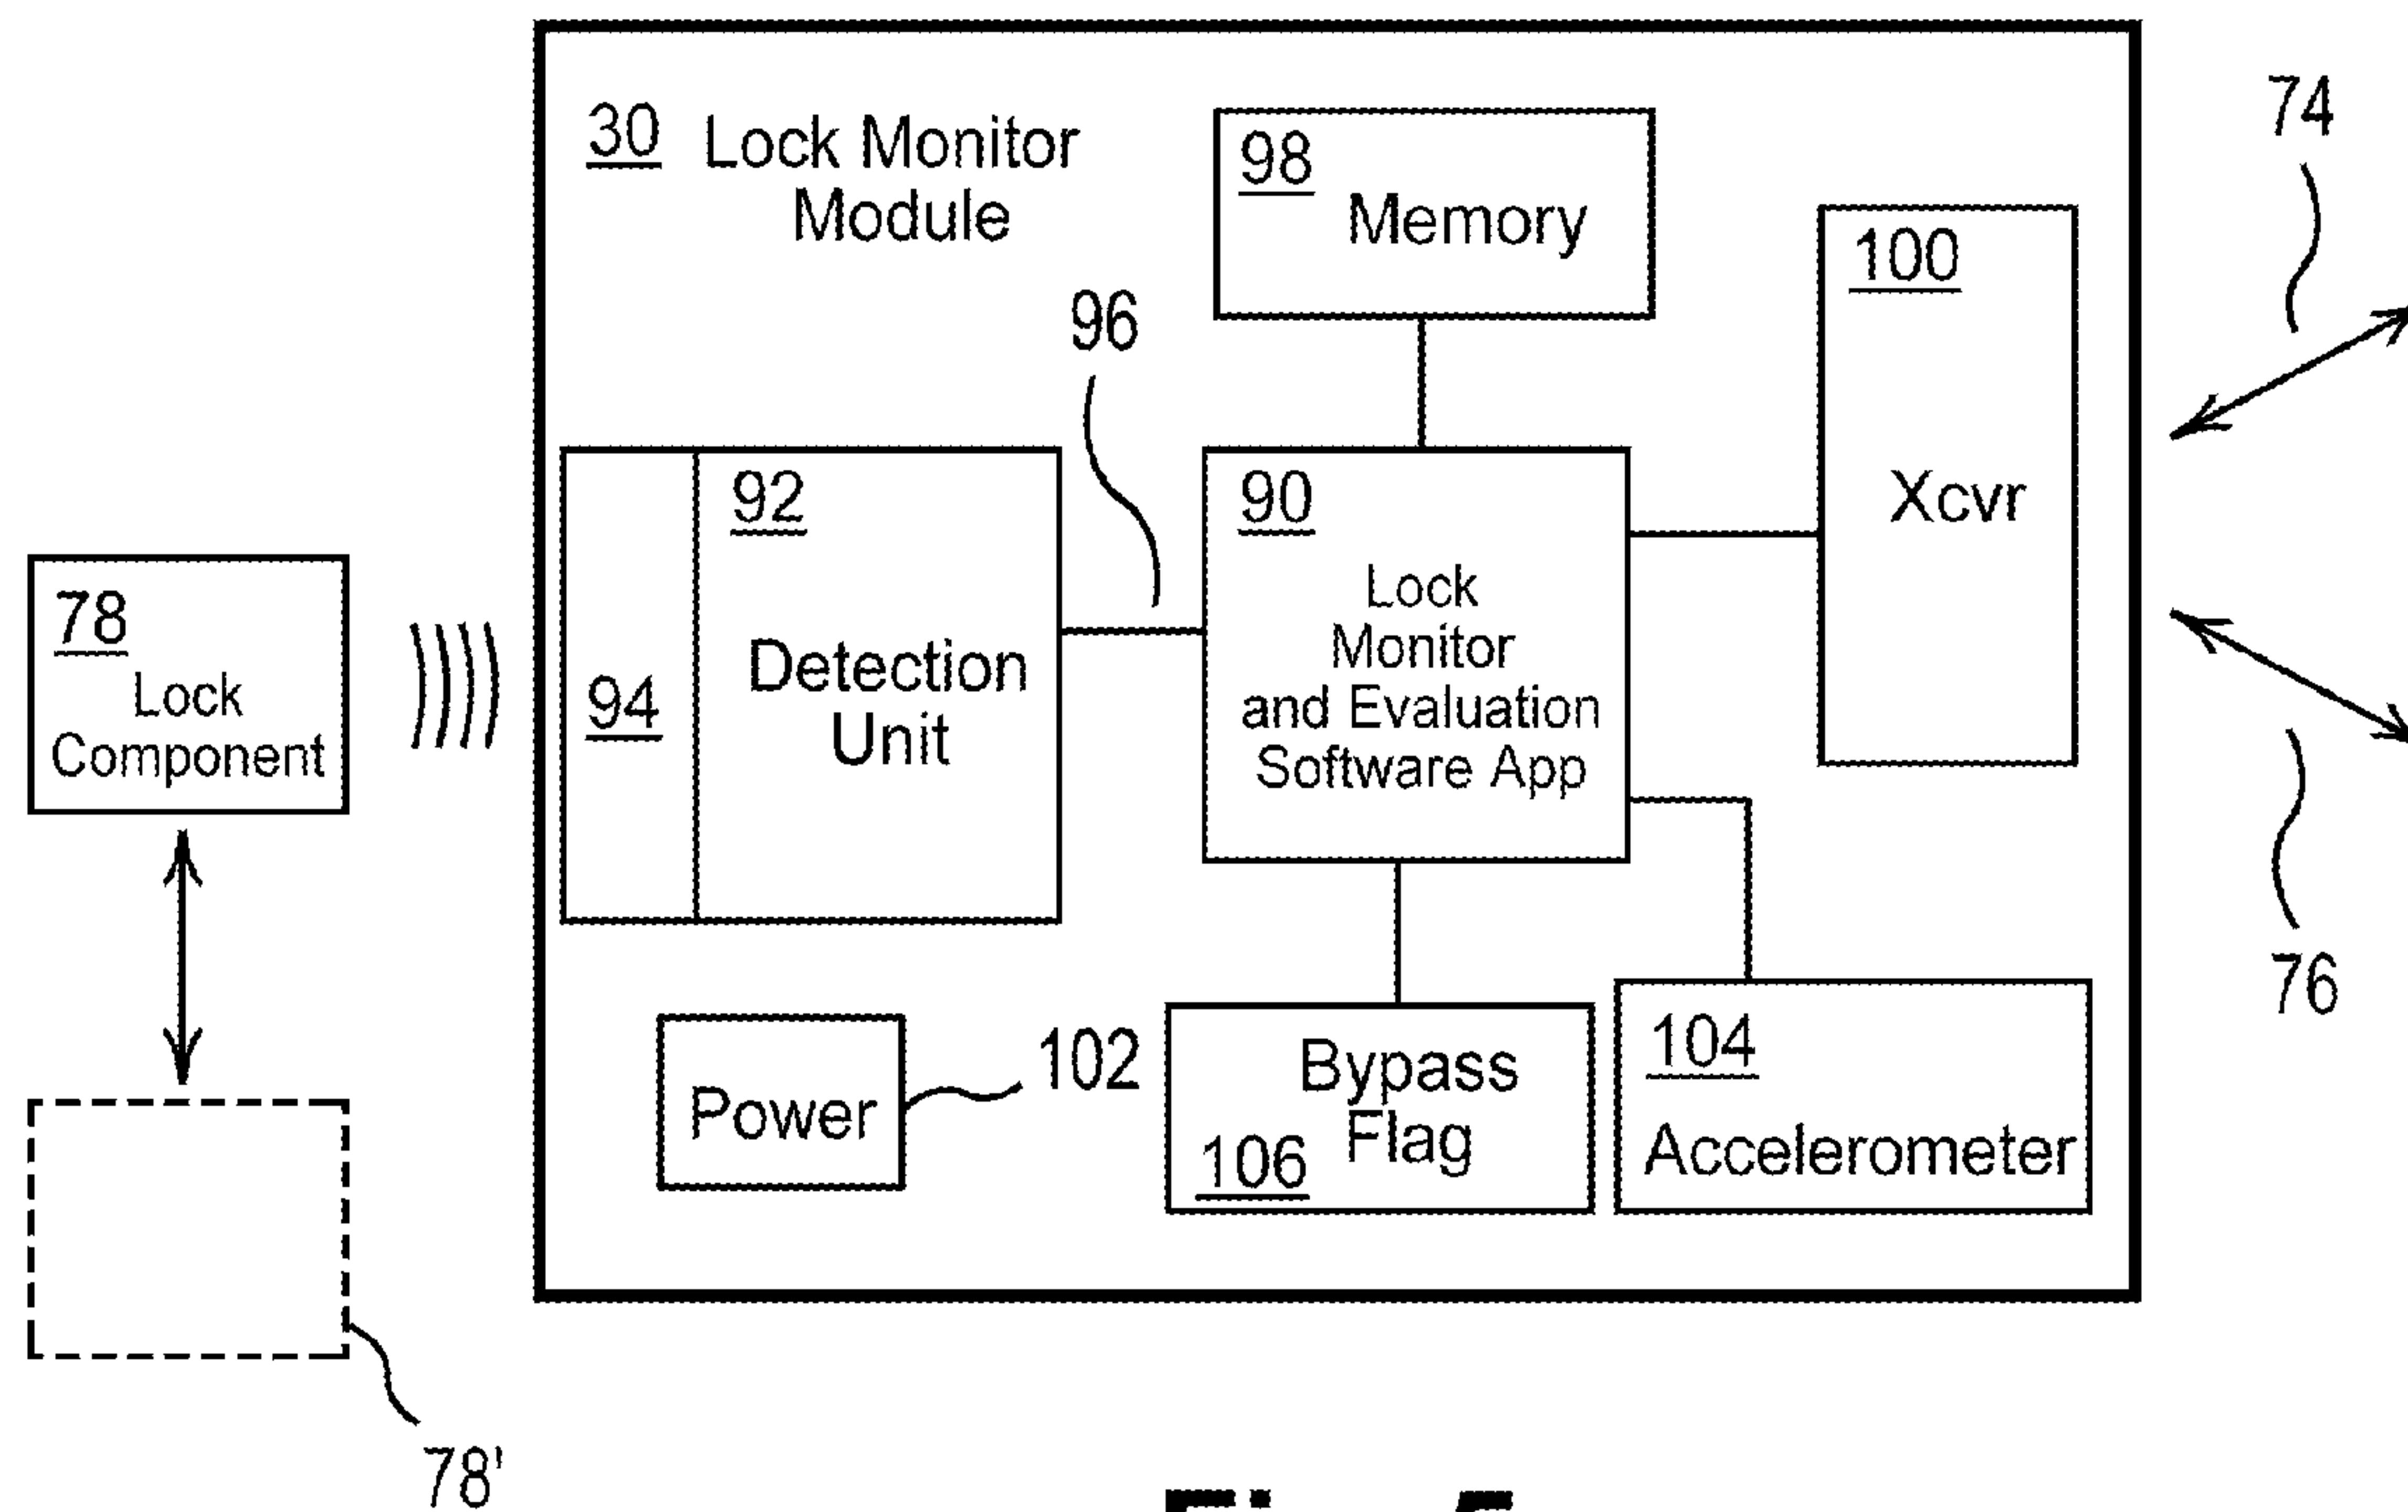 30 Lock Monitor
Module
98
Memory
74
100
Xcvr
96
92
Detection
Unit
94
90
Lock
Monitor
and Evaluation
Software App
78
Lock
Component
76
Power
102
Bypass
Flag
106
104
Accelerometer
78'